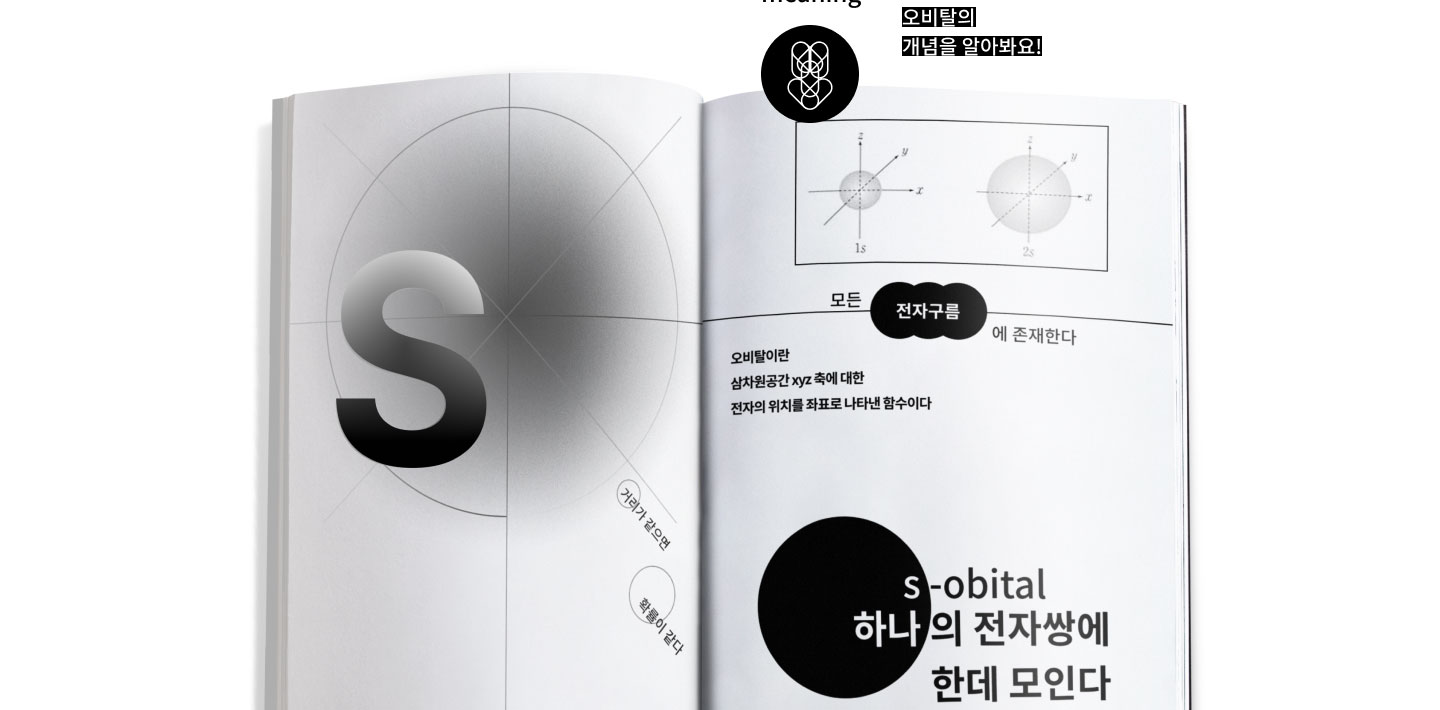 meaning
오비탈의
개념을 알아봐요!
S
거리가 같으면
확률이 같다
z
y
x
1s
z
y
x
2s
모든 전자구름에 존재한다
오비탈이란
삼차원공간 xyz 축에 대한
전자의 위치를 좌표로 나타낸 함수이다
s-obital
하나의 전자쌍에
한데 모인다